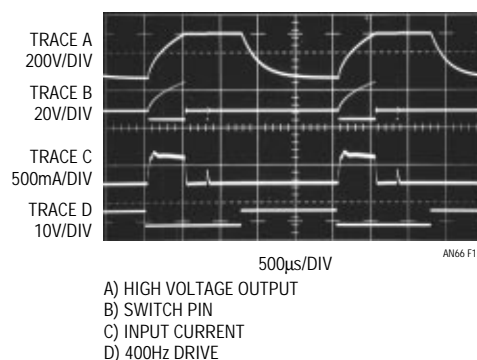 TRACE A
200V/DIV
TRACE B
20V/DIV
TRACE C
500mA/DIV
TRACE D
10V/DIV
500µs/DIV
AN66 F1
A) HIGH VOLTAGE OUTPUT
B) SWITCH PIN
C) INPUT CURRENT
D) 400Hz DRIVE